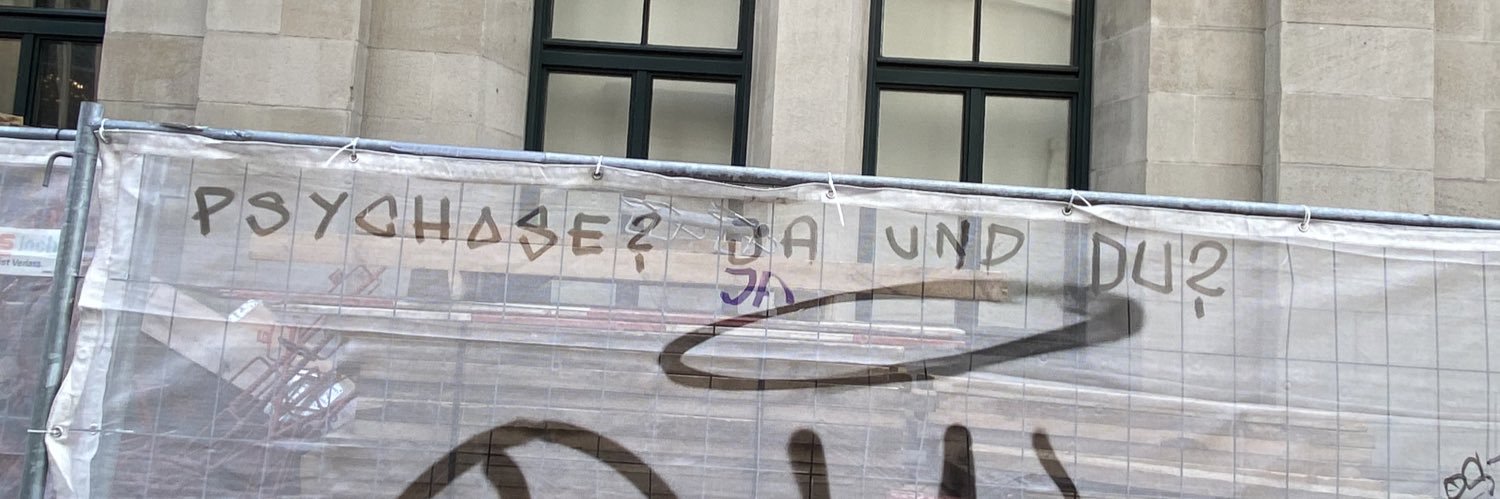 PSYCHOSE? JA UND DU?
JA